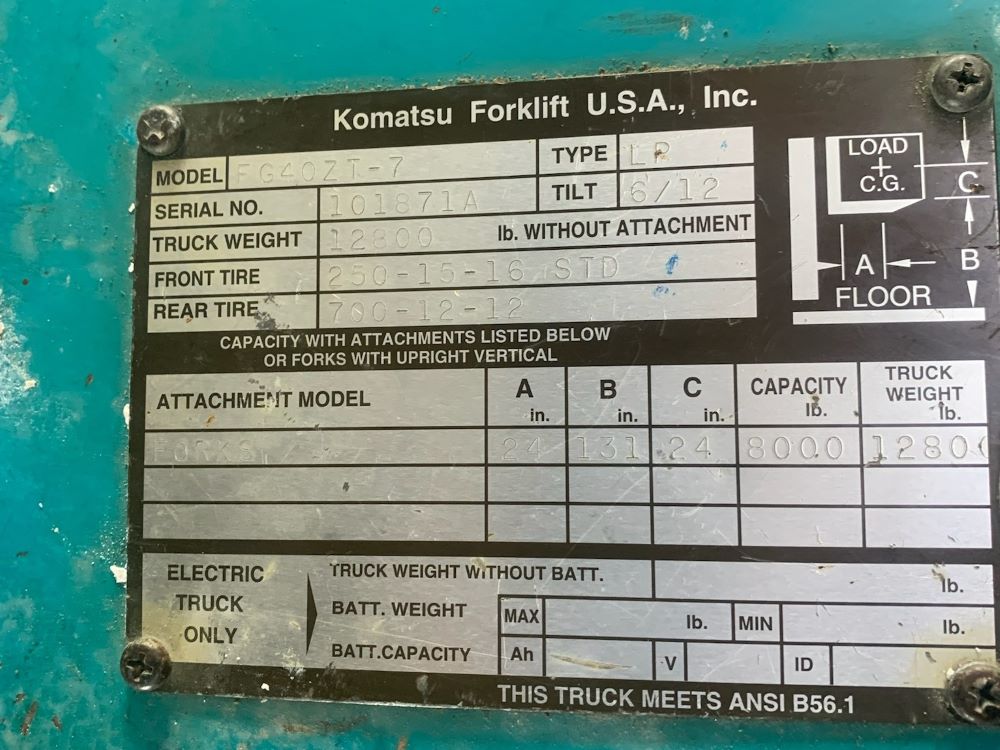 Komatsu Forklift U.S.A., Inc.
MODEL FG40ZT-7 TYPE LP
SERIAL NO. 101871A TILT 6/12
TRUCK WEIGHT 12800 lb. WITHOUT ATTACHMENT
FRONT TIRE 250-15-16 STD
REAR TIRE 700-12-12
LOAD
C.G.
C
A
B
FLOOR
CAPACITY WITH ATTACHMENTS LISTED BELOW
OR FORKS WITH UPRIGHT VERTICAL
ATTACHMENT MODEL A in. B in. C in. CAPACITY lb. TRUCK WEIGHT lb.
FORKS 24 131 24 8000 12800
ELECTRIC TRUCK ONLY
TRUCK WEIGHT WITHOUT BATT. lb.
BATT. WEIGHT MAX lb. MIN lb.
BATT.CAPACITY Ah V ID
THIS TRUCK MEETS ANSI B56.1